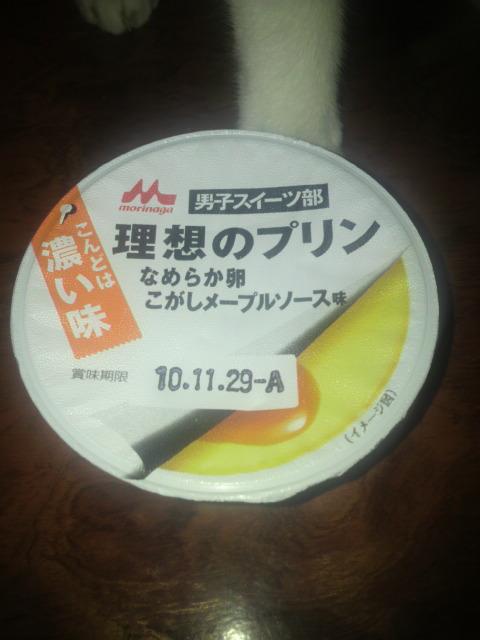 morinaga
男子スイーツ部
理想のプリン
なめらか卵
こがしメープルソース味
こんどは
濃い味
賞味期限
10.11.29-A
(イメージ図)